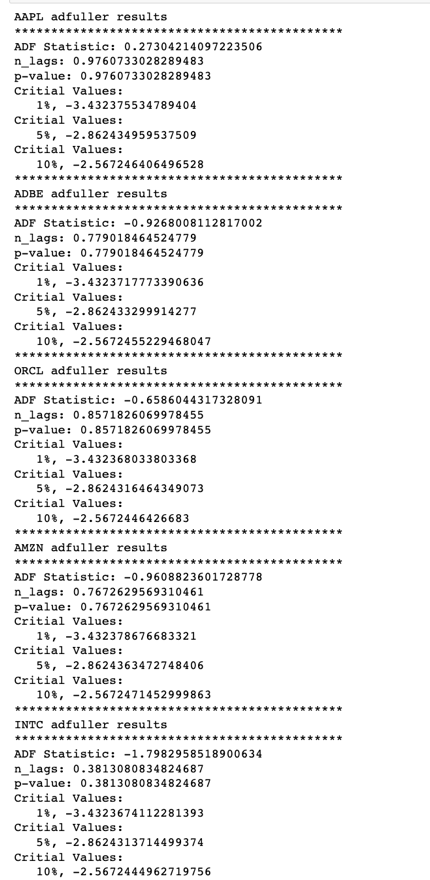 AAPL adfuller results
**********************************************
ADF Statistic: 0.27304214097223506
n_lags: 0.9760733028289483
p-value: 0.9760733028289483
Critial Values:
   1%, -3.432375534789404
Critial Values:
   5%, -2.862434959537509
Critial Values:
   10%, -2.567246406496528
**********************************************
ADBE adfuller results
**********************************************
ADF Statistic: -0.9268008112817002
n_lags: 0.779018464524779
p-value: 0.779018464524779
Critial Values:
   1%, -3.4323717773390636
Critial Values:
   5%, -2.862433299914277
Critial Values:
   10%, -2.5672455229468047
**********************************************
ORCL adfuller results
**********************************************
ADF Statistic: -0.6586044317328091
n_lags: 0.8571826069978455
p-value: 0.8571826069978455
Critial Values:
   1%, -3.432368033803368
Critial Values:
   5%, -2.8624316464349073
Critial Values:
   10%, -2.5672446426683
**********************************************
AMZN adfuller results
**********************************************
ADF Statistic: -0.9608823601728778
n_lags: 0.7672629569310461
p-value: 0.7672629569310461
Critial Values:
   1%, -3.432378676683321
Critial Values:
   5%, -2.8624363472748406
Critial Values:
   10%, -2.5672471452999863
**********************************************
INTC adfuller results
**********************************************
ADF Statistic: -1.7982958518900634
n_lags: 0.3813080834824687
p-value: 0.3813080834824687
Critial Values:
   1%, -3.4323674112281393
Critial Values:
   5%, -2.8624313714499374
Critial Values:
   10%, -2.5672444962719756